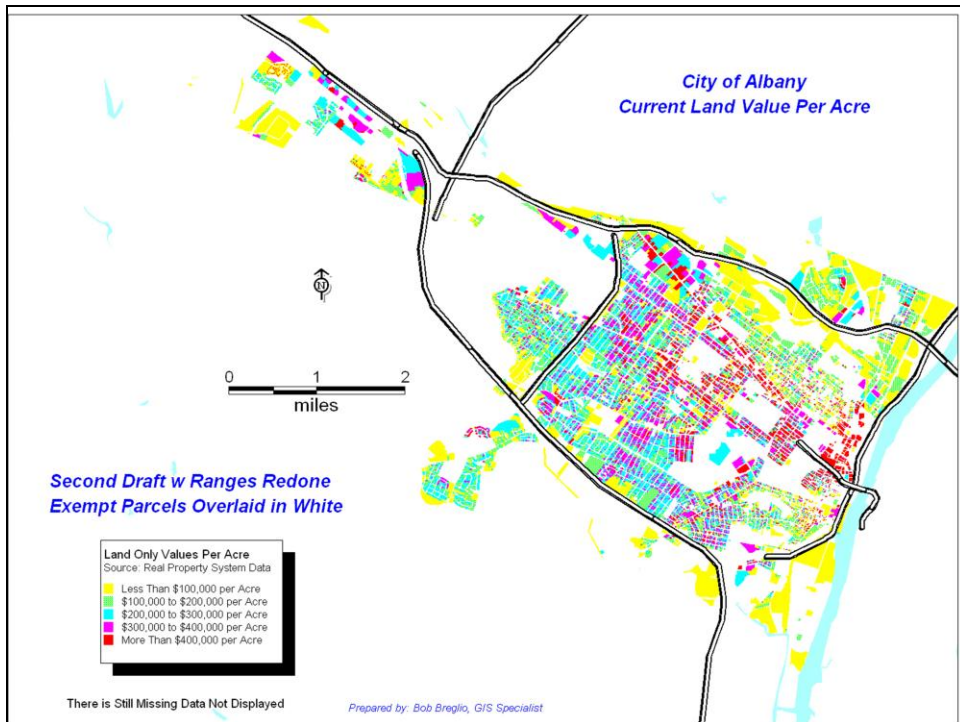 City of Albany
Current Land Value Per Acre
N
0 1 2
miles
Second Draft w Ranges Redone
Exempt Parcels Overlaid in White
Land Only Values Per Acre
Source: Real Property System Data
Less Than $100,000 per Acre
$100,000 to $200,000 per Acre
$200,000 to $300,000 per Acre
$300,000 to $400,000 per Acre
More Than $400,000 per Acre
There is Still Missing Data Not Displayed
Prepared by: Bob Breglio, GIS Specialist